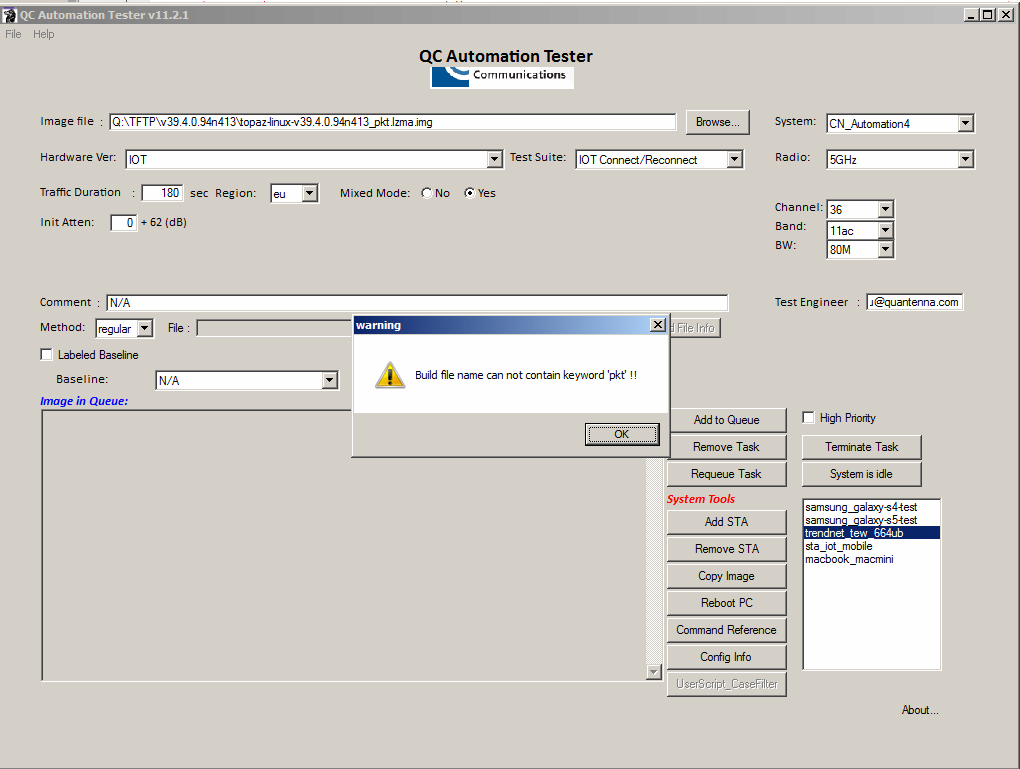 QC Automation Tester v11.2.1
File Help
QC Automation Tester
Communications
Image file : Q:\TFTP\v39.4.0.94n413\topaz-linux-v39.4.0.94n413_pkt.lzma.img Browse... System: CN_Automation4
Hardware Ver: IOT Test Suite: IOT Connect/Reconnect Radio: 5GHz
Traffic Duration : 180 sec Region: eu Mixed Mode: No Yes
Init Atten: 0 + 62 (dB)
Channel: 36
Band: 11ac
BW: 80M
Comment : N/A Test Engineer : @quantenna.com
Method: regular File : File Info
warning
Build file name can not contain keyword 'pkt' !!
OK
Labeled Baseline
Baseline: N/A
Image in Queue:
Add to Queue High Priority
Remove Task Terminate Task
Requeue Task System is idle
System Tools
Add STA
Remove STA
Copy Image
Reboot PC
Command Reference
Config Info
UserScript_CaseFilter
samsung_galaxy-s4-test
samsung_galaxy-s5-test
trendnet_tew_664ub
sta_iot_mobile
macbook_macmini
About...